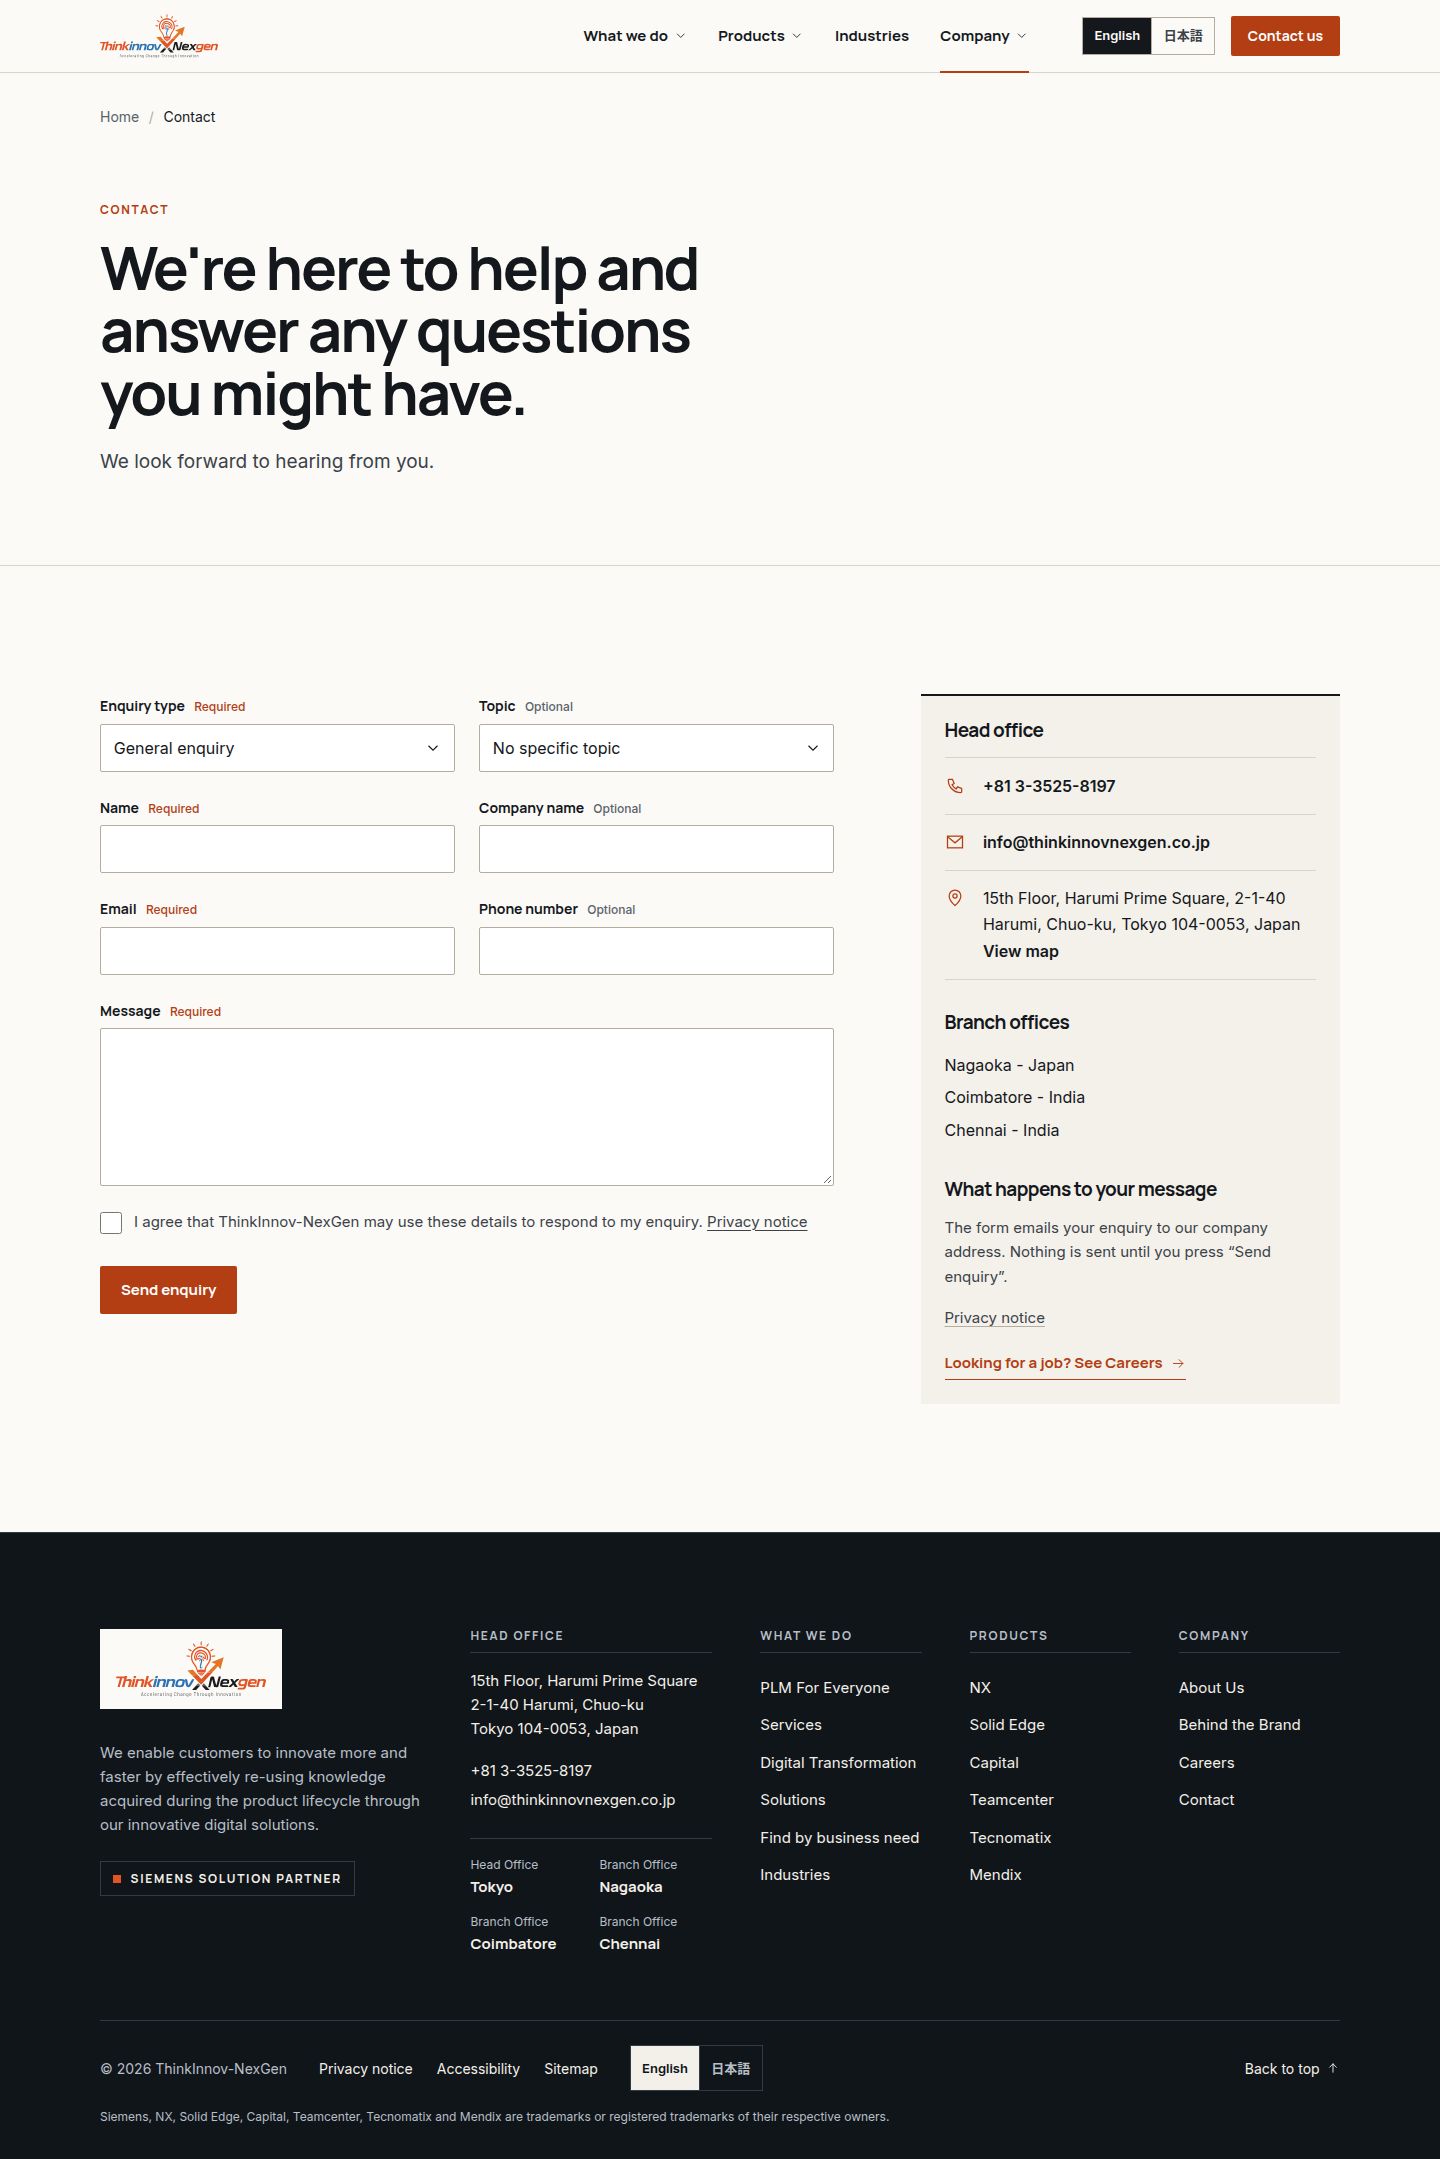 ThinkinnovXNexgen
Accelerating Change Through Innovation
What we do
Products
Industries
Company
English
日本語
Contact us
Home / Contact
CONTACT
We're here to help and
answer any questions
you might have.
We look forward to hearing from you.
Enquiry type Required
General enquiry
Topic Optional
No specific topic
Name Required
Company name Optional
Email Required
Phone number Optional
Message Required
I agree that ThinkInnov-NexGen may use these details to respond to my enquiry. Privacy notice
Send enquiry
Head office
+81 3-3525-8197
info@thinkinnovnexgen.co.jp
15th Floor, Harumi Prime Square, 2-1-40
Harumi, Chuo-ku, Tokyo 104-0053, Japan
View map
Branch offices
Nagaoka - Japan
Coimbatore - India
Chennai - India
What happens to your message
The form emails your enquiry to our company
address. Nothing is sent until you press “Send
enquiry”.
Privacy notice
Looking for a job? See Careers →
ThinkinnovXNexgen
Accelerating Change Through Innovation
We enable customers to innovate more and
faster by effectively re-using knowledge
acquired during the product lifecycle through
our innovative digital solutions.
SIEMENS SOLUTION PARTNER
HEAD OFFICE
15th Floor, Harumi Prime Square
2-1-40 Harumi, Chuo-ku
Tokyo 104-0053, Japan
+81 3-3525-8197
info@thinkinnovnexgen.co.jp
Head Office
Tokyo
Branch Office
Nagaoka
Branch Office
Coimbatore
Branch Office
Chennai
WHAT WE DO
PLM For Everyone
Services
Digital Transformation
Solutions
Find by business need
Industries
PRODUCTS
NX
Solid Edge
Capital
Teamcenter
Tecnomatix
Mendix
COMPANY
About Us
Behind the Brand
Careers
Contact
© 2026 ThinkInnov-NexGen
Privacy notice
Accessibility
Sitemap
English
日本語
Back to top ↑
Siemens, NX, Solid Edge, Capital, Teamcenter, Tecnomatix and Mendix are trademarks or registered trademarks of their respective owners.